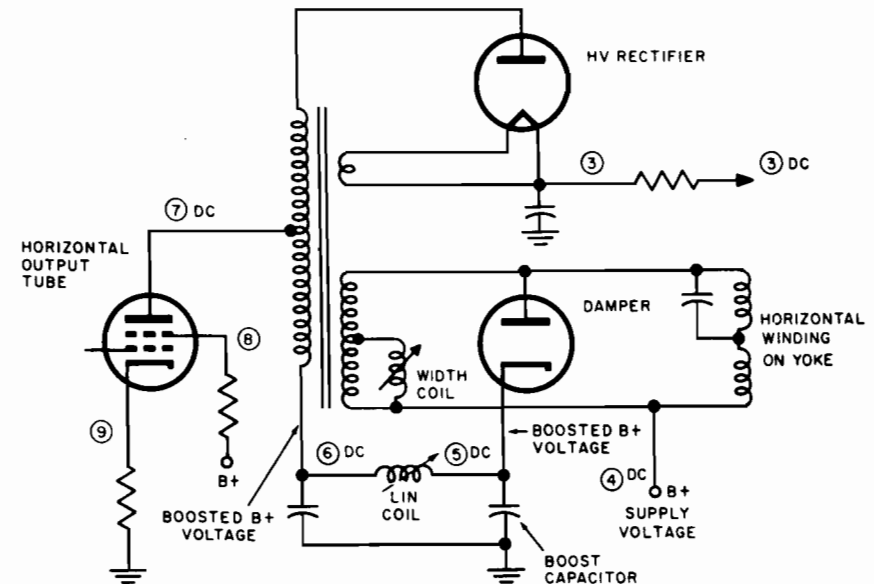 HV RECTIFIER
③
③ DC
⑦ DC
HORIZONTAL
OUTPUT
TUBE
⑧
DAMPER
HORIZONTAL
WINDING
ON YOKE
WIDTH
COIL
⑨
B+
BOOSTED B+
VOLTAGE
⑥ DC
⑤ DC
LIN
COIL
BOOSTED B+
VOLTAGE
④ DC
B+
SUPPLY
VOLTAGE
BOOST
CAPACITOR